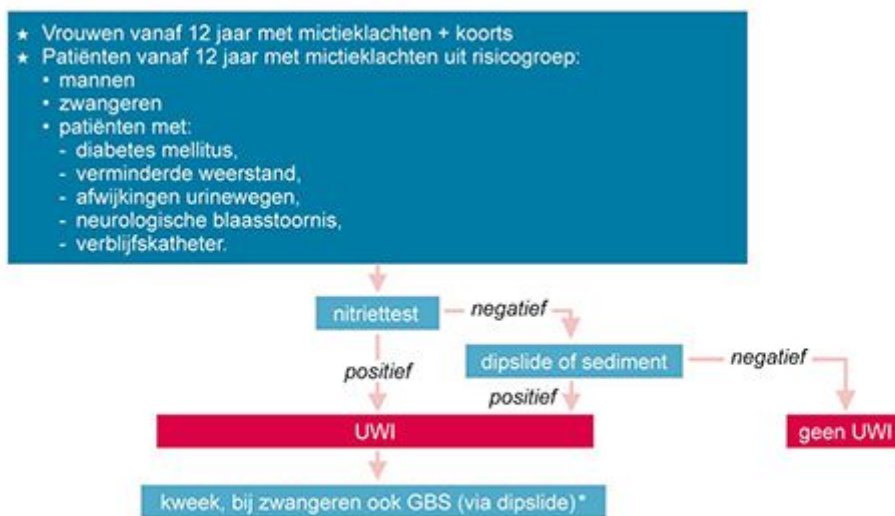 ★ Vrouwen vanaf 12 jaar met mictieklachten + koorts
★ Patiënten vanaf 12 jaar met mictieklachten uit risicogroep:
• mannen
• zwangeren
• patiënten met:
- diabetes mellitus,
- verminderde weerstand,
- afwijkingen urinewegen,
- neurologische blaasstoornis,
- verblijfskatheter.
nitriettest
negatief
positief
dipslide of sediment
negatief
positief
UWI
geen UWI
kweek, bij zwangeren ook GBS (via dipslide)*